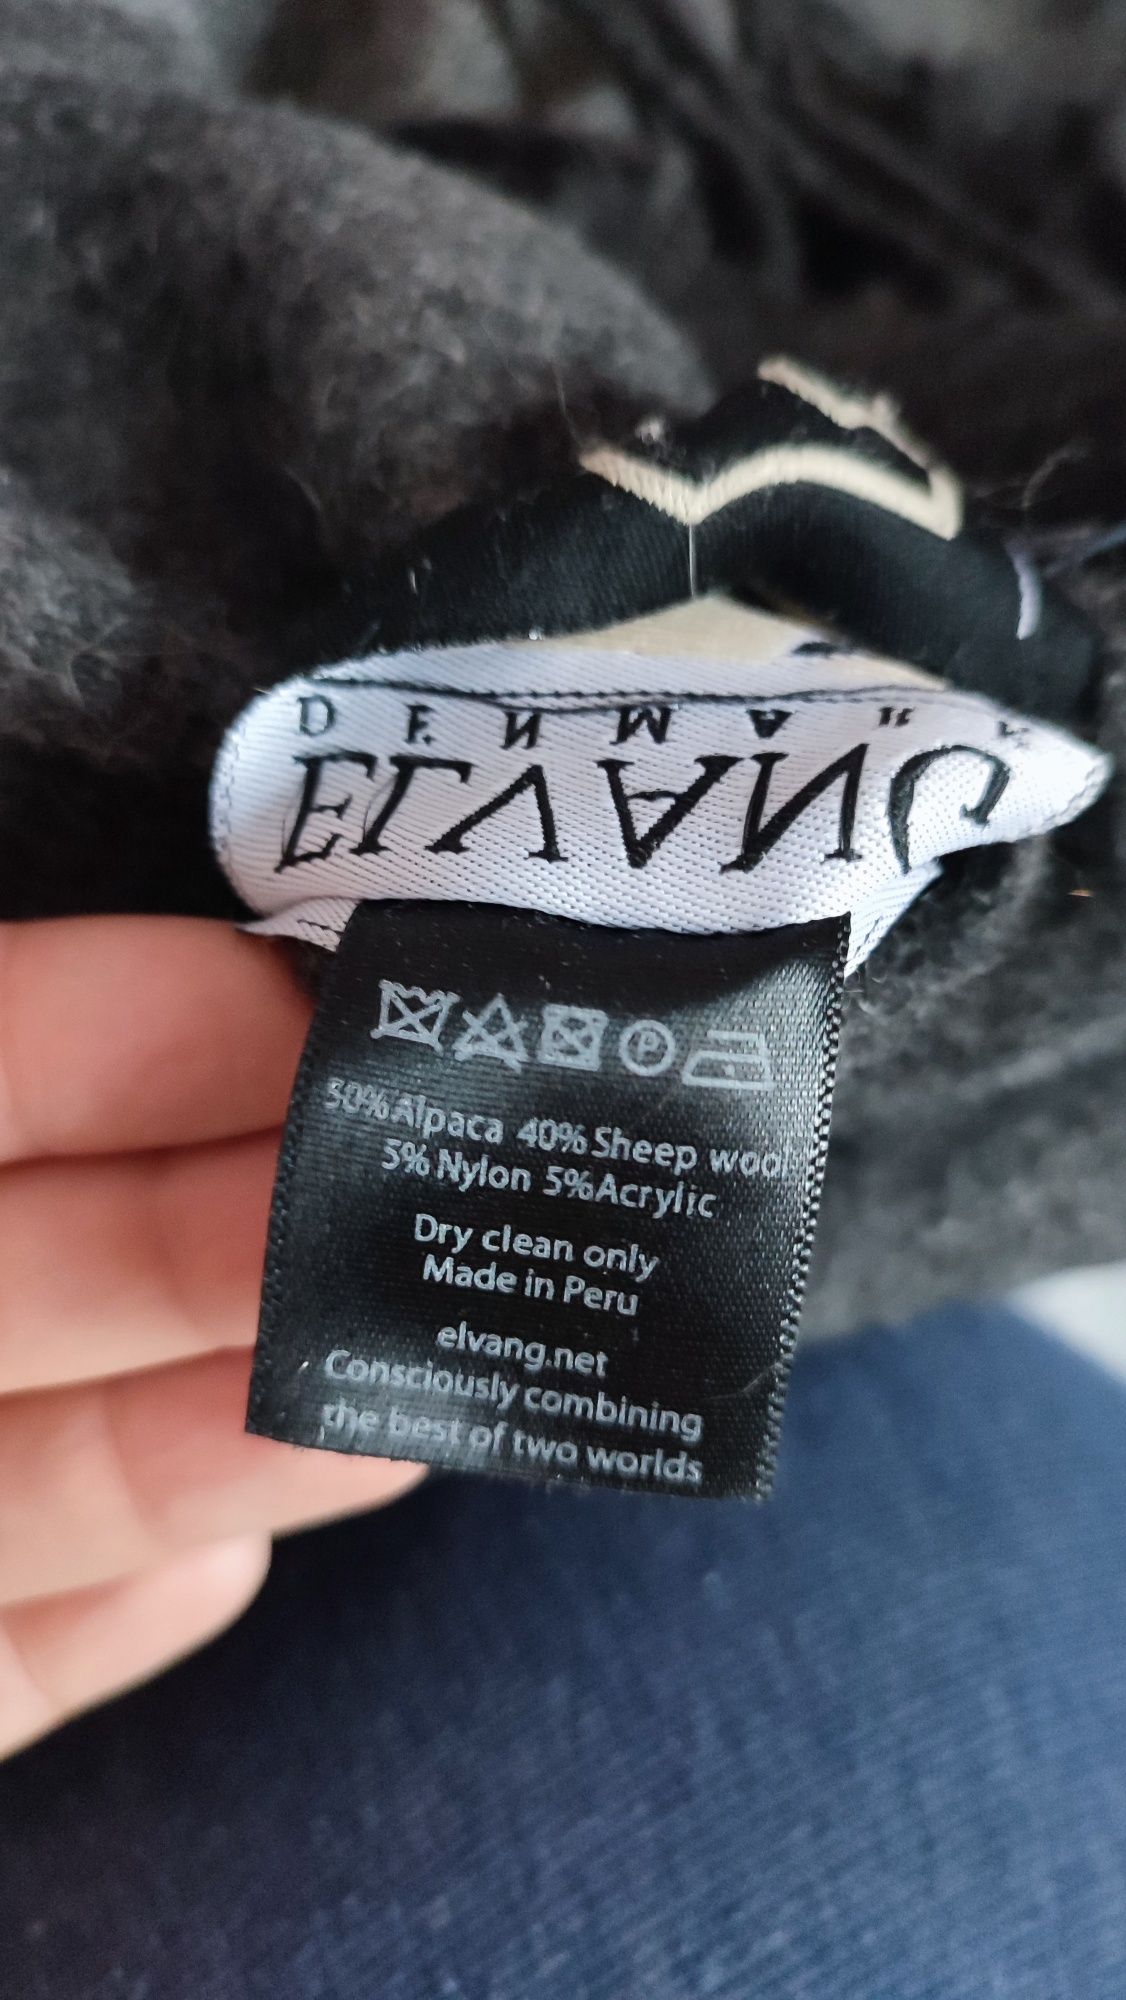 DENMARK
ELVANG
P
50% Alpaca 40% Sheep wool
5% Nylon 5% Acrylic
Dry clean only
Made in Peru
elvang.net
Consciously combining
the best of two worlds